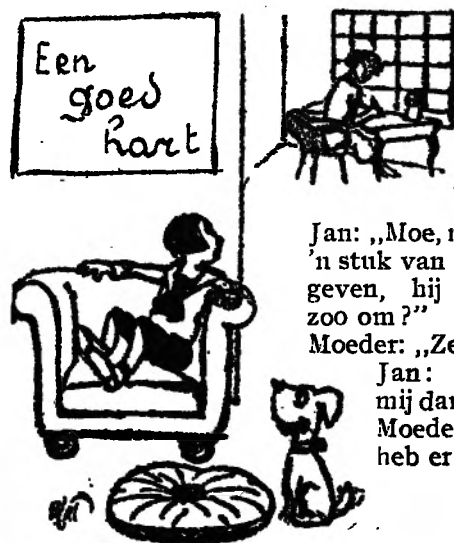 Een
goed
hart
Jan: „Moe,
'n stuk van
geven, hij
zoo om?”
Moeder: „Ze
Jan:
mij dan
Moede
heb er